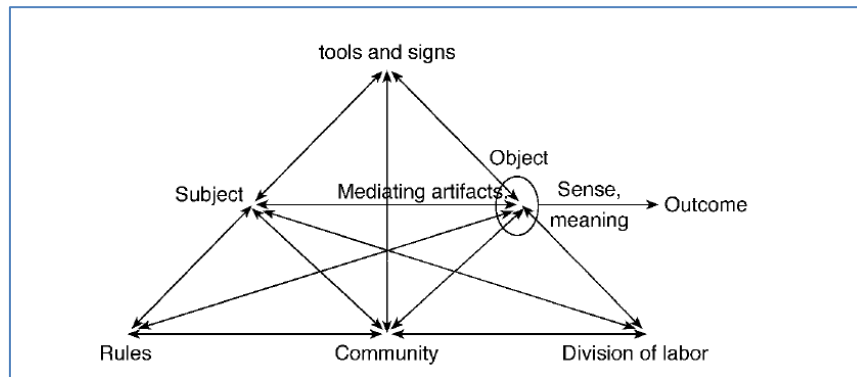 tools and signs
Object
Subject
Mediating artifacts,
Sense,
meaning
Outcome
Rules
Community
Division of labor